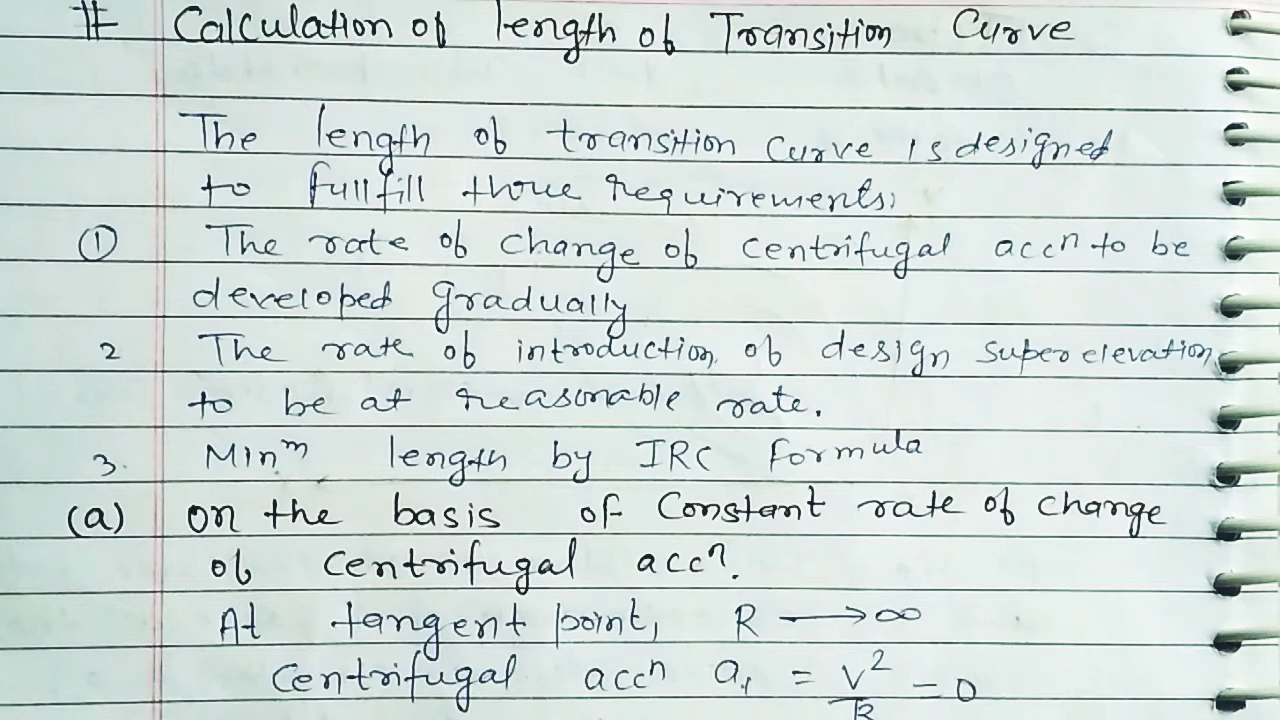 # Calculation of length of Transition Curve
The length of transition curve is designed
to fullfill three requirements:
① The rate of change of centrifugal accⁿ to be
developed gradually
2 The rate of introduction of design super elevation
to be at reasonable rate.
3. Minᵐ length by IRC formula
(a) on the basis of Constant rate of change
of centrifugal accⁿ.
At tangent point, R ⟶ ∞
Centrifugal accⁿ a₁ = v²/R = 0